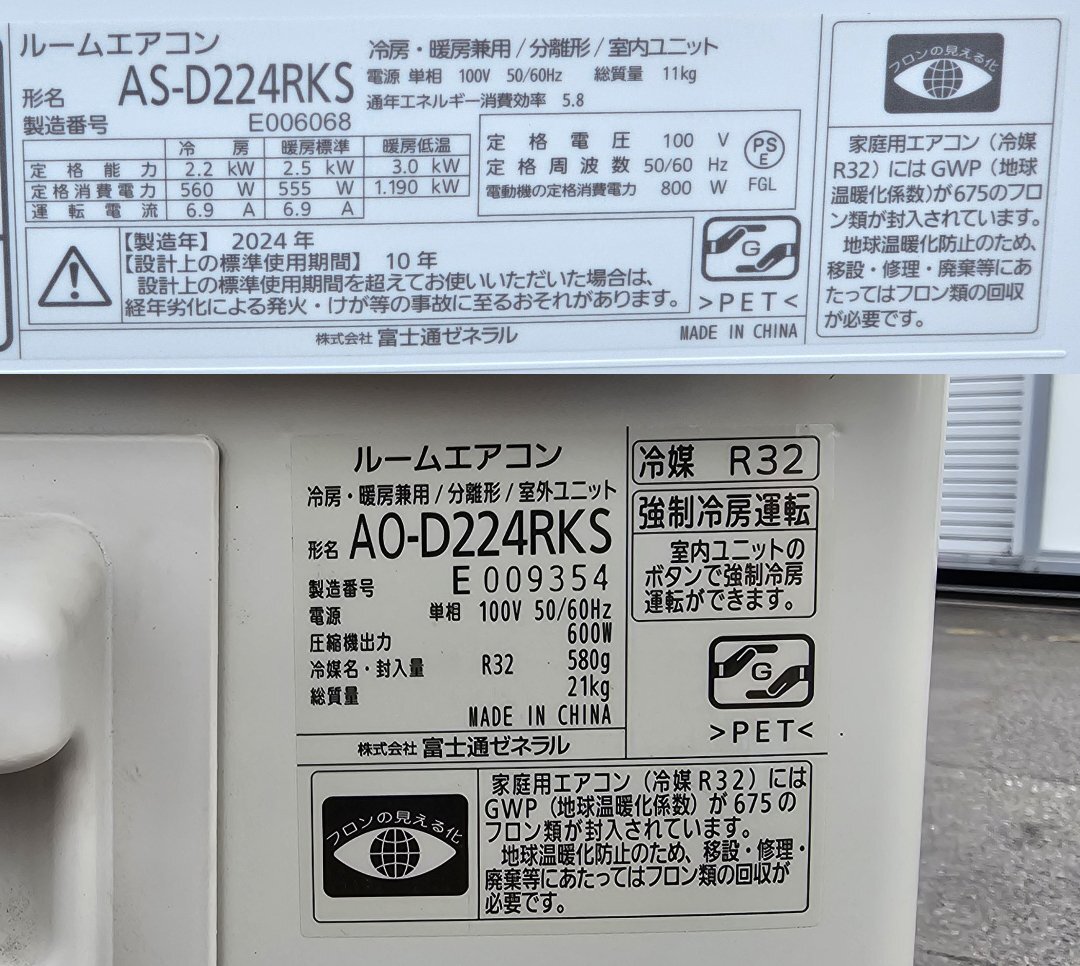 ルームエアコン
冷房・暖房兼用/分離形/室内ユニット
形名 AS-D224RKS
電源 単相 100V 50/60Hz 総質量 11kg
通年エネルギー消費効率 5.8
製造番号 E006068
冷房 暖房標準 暖房低温
定格能力 2.2 kW 2.5 kW 3.0 kW
定格消費電力 560 W 555 W 1.190 kW
運転電流 6.9 A 6.9 A
定格電圧 100 V
定格周波数 50/60 Hz
電動機の定格消費電力 800 W
PS
E
FGL
【製造年】 2024年
【設計上の標準使用期間】 10年
設計上の標準使用期間を超えてお使いいただいた場合は、
経年劣化による発火・けが等の事故に至るおそれがあります。
G
>PET<
株式会社 富士通ゼネラル
MADE IN CHINA
フロンの見える化
家庭用エアコン(冷媒
R32)にはGWP(地球
温暖化係数)が675のフロ
ン類が封入されています。
地球温暖化防止のため、
移設・修理・廃棄等にあ
たってはフロン類の回収
が必要です。
ルームエアコン
冷房・暖房兼用/分離形/室外ユニット
形名 AO-D224RKS
製造番号 E 009354
電源 単相 100V 50/60Hz
圧縮機出力 600W
冷媒名・封入量 R32 580g
総質量 21kg
MADE IN CHINA
株式会社 富士通ゼネラル
冷媒 R32
強制冷房運転
室内ユニットの
ボタンで強制冷房
運転ができます。
G
>PET<
フロンの見える化
家庭用エアコン(冷媒R32)には
GWP(地球温暖化係数)が675の
フロン類が封入されています。
地球温暖化防止のため、移設・修理・
廃棄等にあたってはフロン類の回収が
必要です。